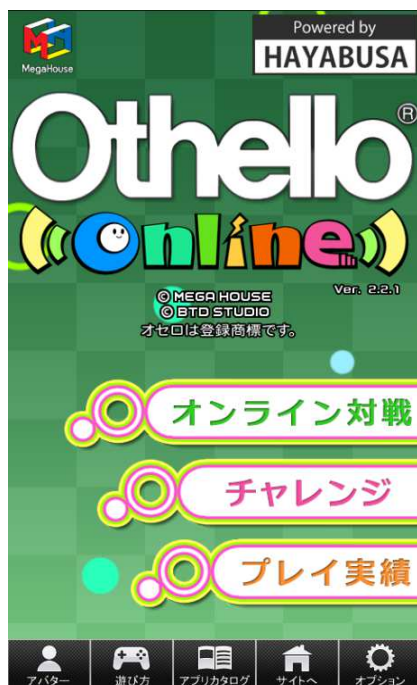 MegaHouse
Powered by
HAYABUSA
Othello®
Online
Ver. 2.2.1
© MEGA HOUSE
© BTD STUDIO
オセロは登録商標です。
オンライン対戦
チャレンジ
プレイ実績
アバター
遊び方
アプリカタログ
サイトへ
オプション